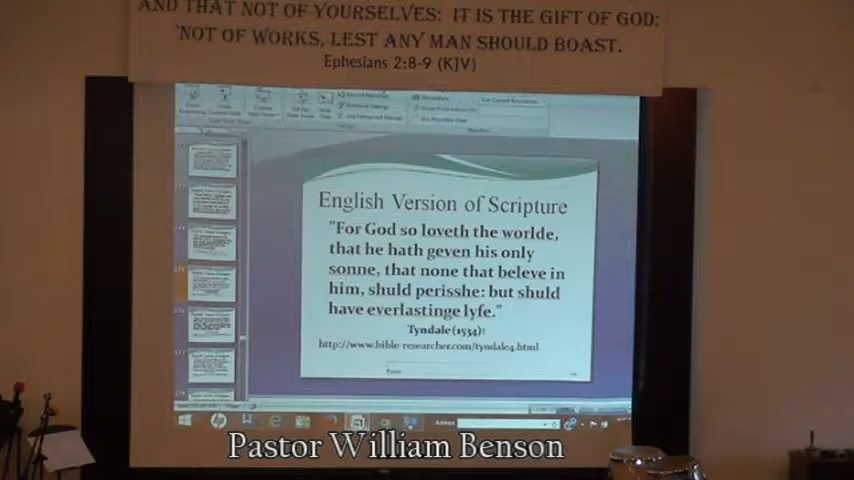 AND THAT NOT OF YOURSELVES: IT IS THE GIFT OF GOD:
NOT OF WORKS, LEST ANY MAN SHOULD BOAST.
Ephesians 2:8-9 (KJV)
English Version of Scripture
"For God so loveth the worlde,
that he hath geven his only
sonne, that none that beleve in
him, shuld perisshe: but shuld
have everlastinge lyfe."
Tyndale (1534)
http://www.bible-researcher.com/tyndale4.html
Address
Pastor William Benson